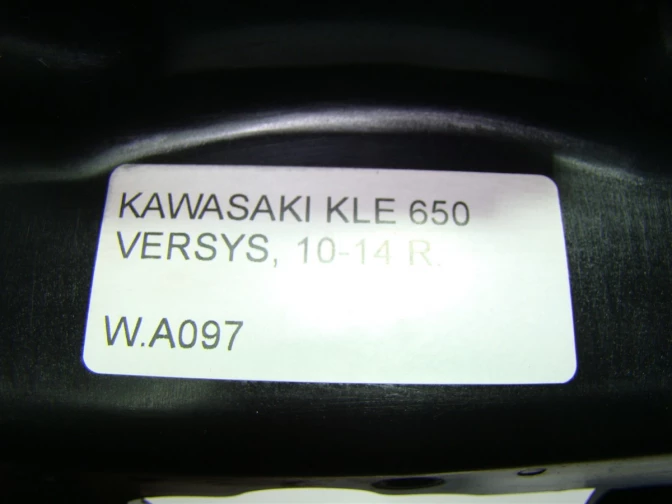 KAWASAKI KLE 650
VERSYS, 10-14 R.
W.A097